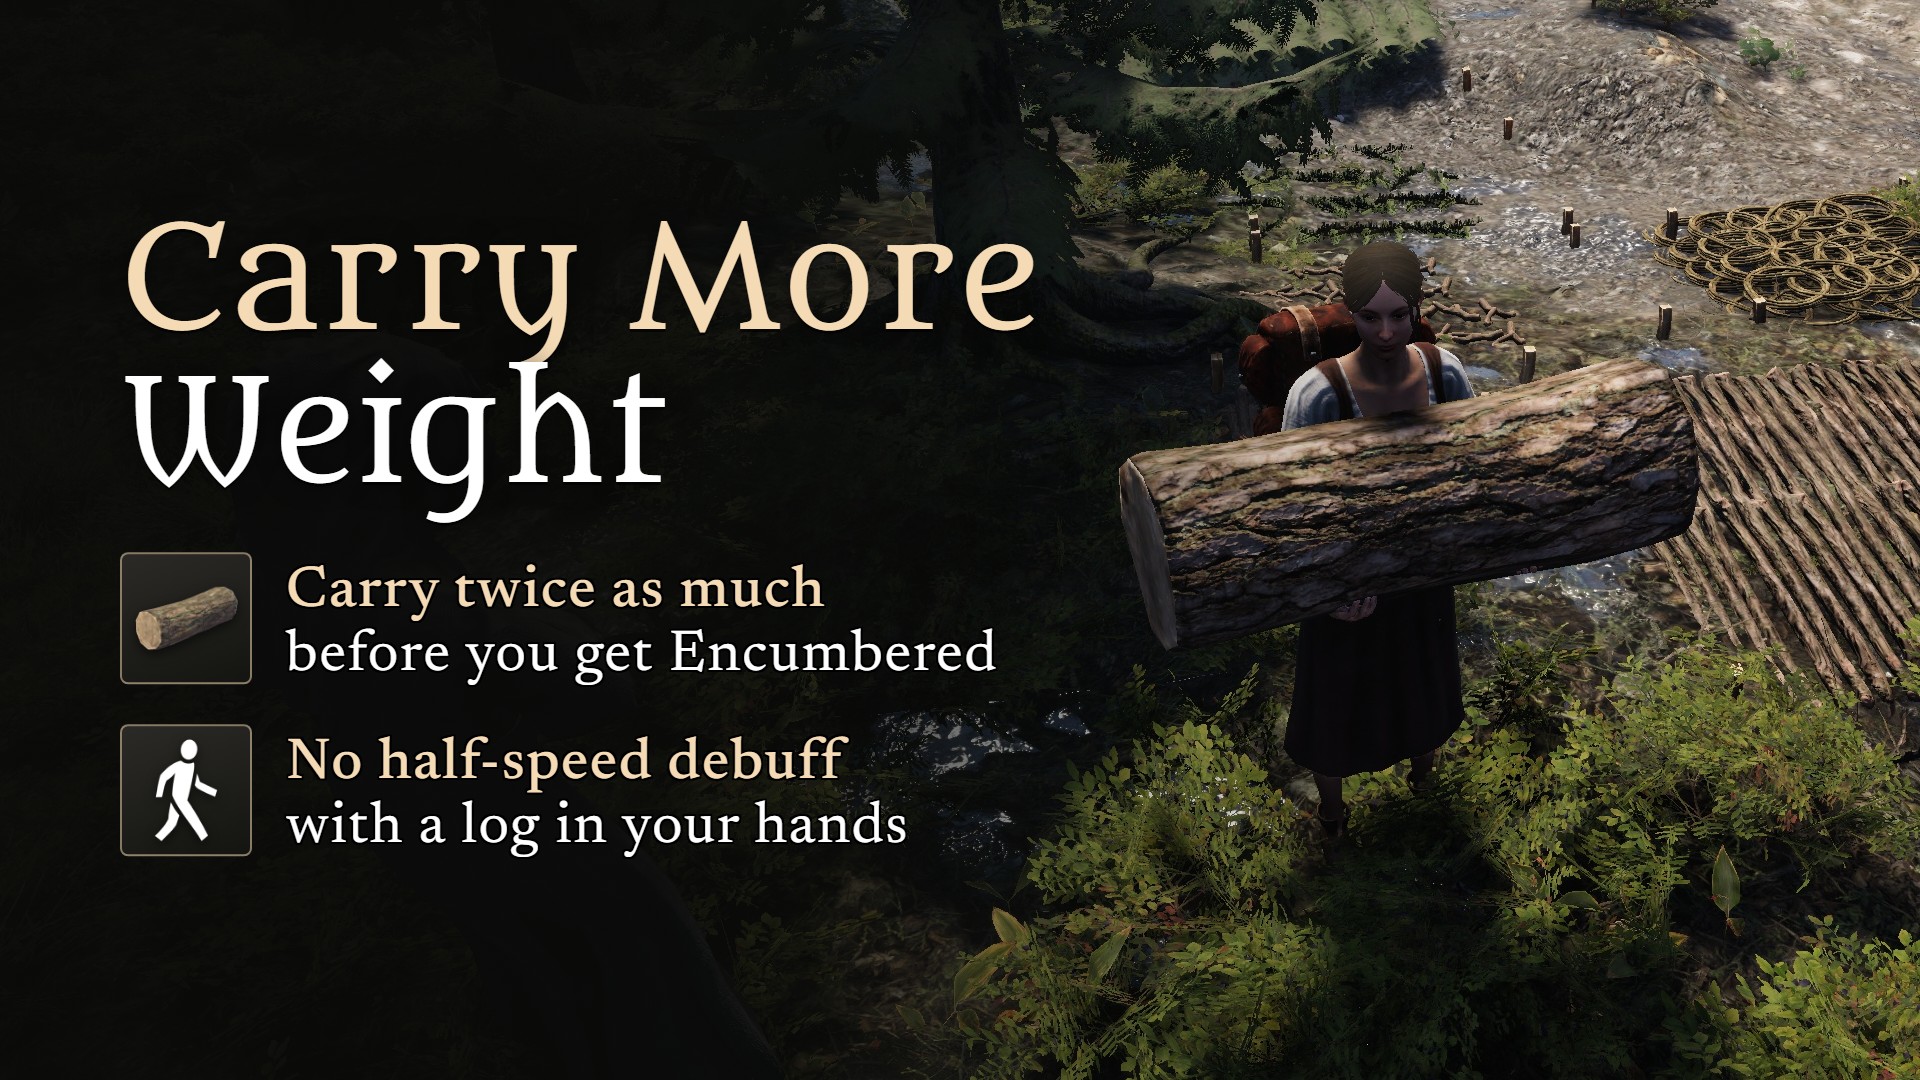 Carry More
Weight
Carry twice as much
before you get Encumbered
No half-speed debuff
with a log in your hands